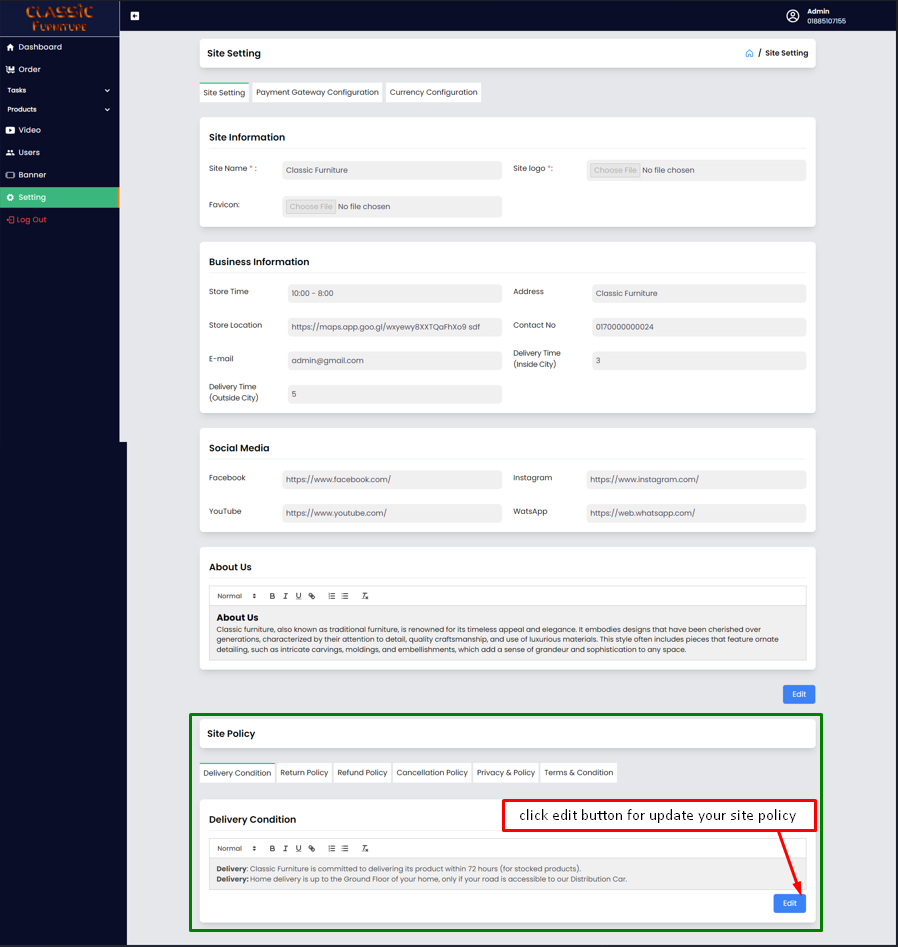 CLASSIC
FURNITURE
Admin
01885107155
Dashboard
Order
Tasks
Products
Video
Users
Banner
Setting
Log Out
Site Setting
/ Site Setting
Site Setting
Payment Gateway Configuration
Currency Configuration
Site Information
Site Name * :
Classic Furniture
Site logo *:
Choose File No file chosen
Favicon:
Choose File No file chosen
Business Information
Store Time
10:00 - 8:00
Address
Classic Furniture
Store Location
https://maps.app.goo.gl/wxyewy8XXTQaFhXo9 sdf
Contact No
0170000000024
E-mail
admin@gmail.com
Delivery Time
(Inside City)
3
Delivery Time
(Outside City)
5
Social Media
Facebook
https://www.facebook.com/
Instagram
https://www.instagram.com/
YouTube
https://www.youtube.com/
WatsApp
https://web.whatsapp.com/
About Us
Normal B I U
About Us
Classic furniture, also known as traditional furniture, is renowned for its timeless appeal and elegance. It embodies designs that have been cherished over
generations, characterized by their attention to detail, quality craftsmanship, and use of luxurious materials. This style often includes pieces that feature ornate
detailing, such as intricate carvings, moldings, and embellishments, which add a sense of grandeur and sophistication to any space.
Edit
Site Policy
Delivery Condition
Return Policy
Refund Policy
Cancellation Policy
Privacy & Policy
Terms & Condition
click edit button for update your site policy
Delivery Condition
Normal B I U
Delivery: Classic Furniture is committed to delivering its product within 72 hours (for stocked products).
Delivery: Home delivery is up to the Ground Floor of your home, only if your road is accessible to our Distribution Car.
Edit